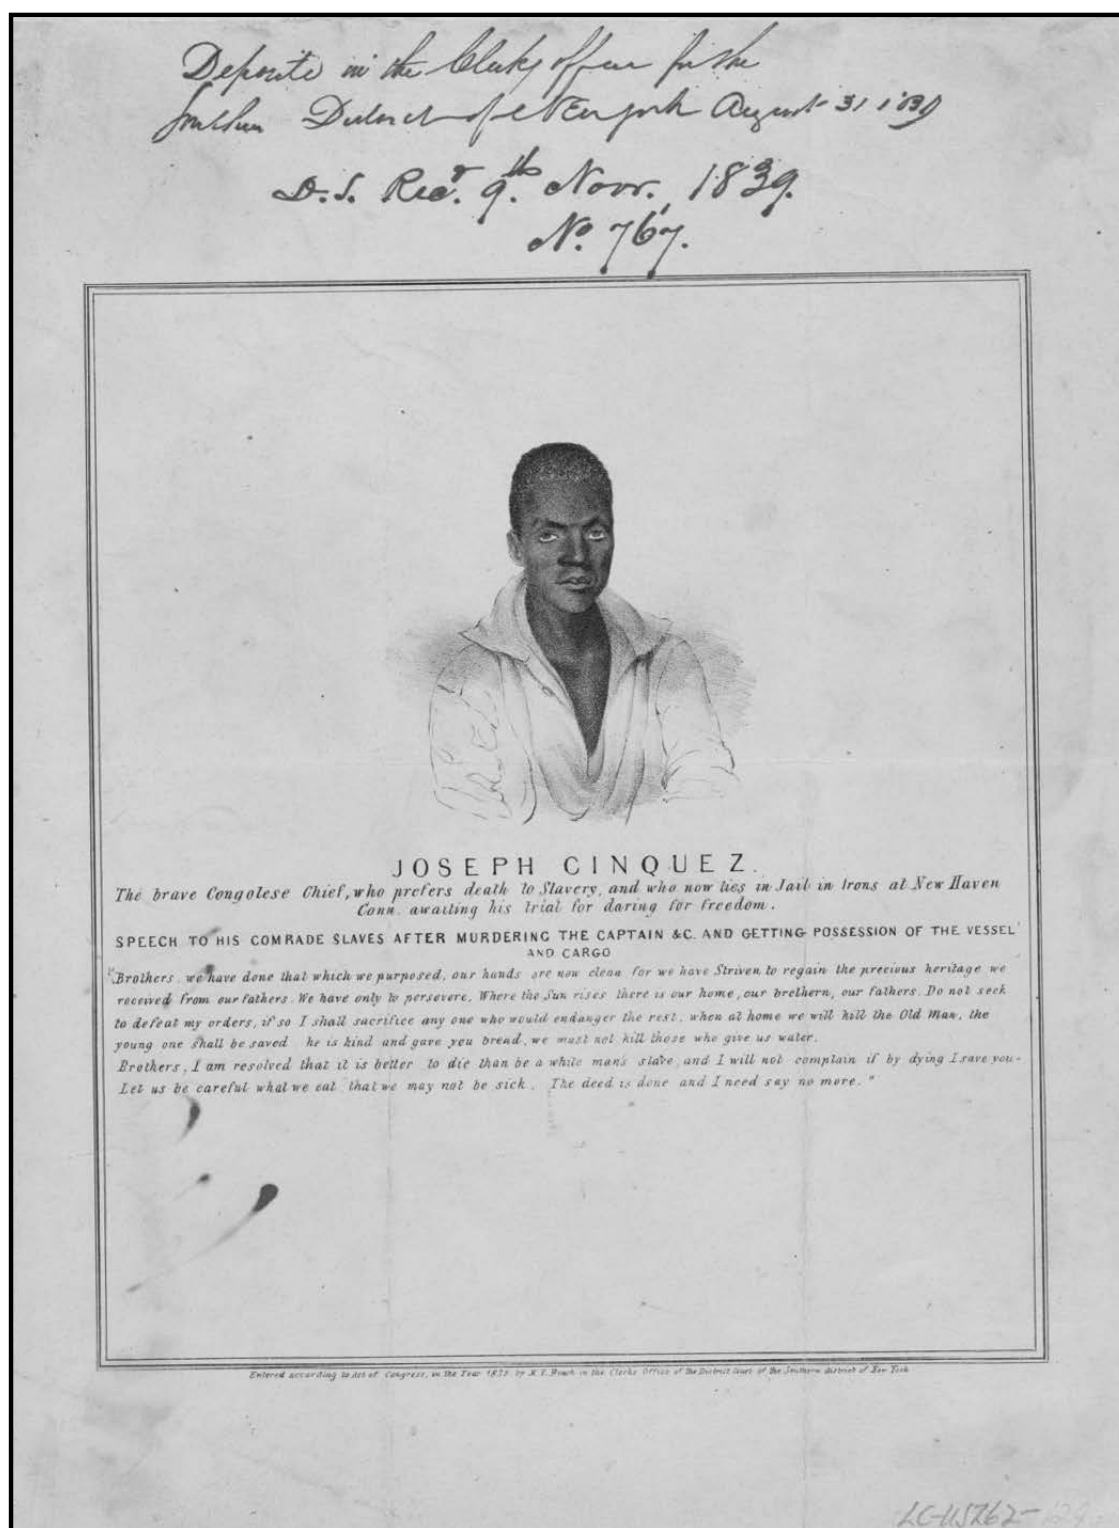 Deposite in the Clerks office for the
Southern District of New York August 31 1839
D.S. Recd. 9th. Novr. 1839.
No. 767.
JOSEPH CINQUEZ.
The brave Congolese Chief, who prefers death to Slavery, and who now lies in Jail in Irons at New Haven
Conn. awaiting his trial for daring for freedom.
SPEECH TO HIS COMRADE SLAVES AFTER MURDERING THE CAPTAIN &C. AND GETTING POSSESSION OF THE VESSEL
AND CARGO
"Brothers, we have done that which we purposed, our hands are now clean for we have Striven to regain the precious heritage we
received from our fathers. We have only to persevere. Where the Sun rises there is our home, our brethern, our fathers. Do not seek
to defeat my orders, if so I shall sacrifice any one who would endanger the rest, when at home we will kill the Old Man, the
young one shall be saved he is kind and gave you bread, we must not kill those who give us water.
Brothers, I am resolved that it is better to die than be a white man's slave, and I will not complain if by dying I save you-
Let us be careful what we eat that we may not be sick. The deed is done and I need say no more."
Entered according to Act of Congress, in the Year 1839 by in the Clerks Office of the District Court of the Southern District of New York
LC-USZ62-